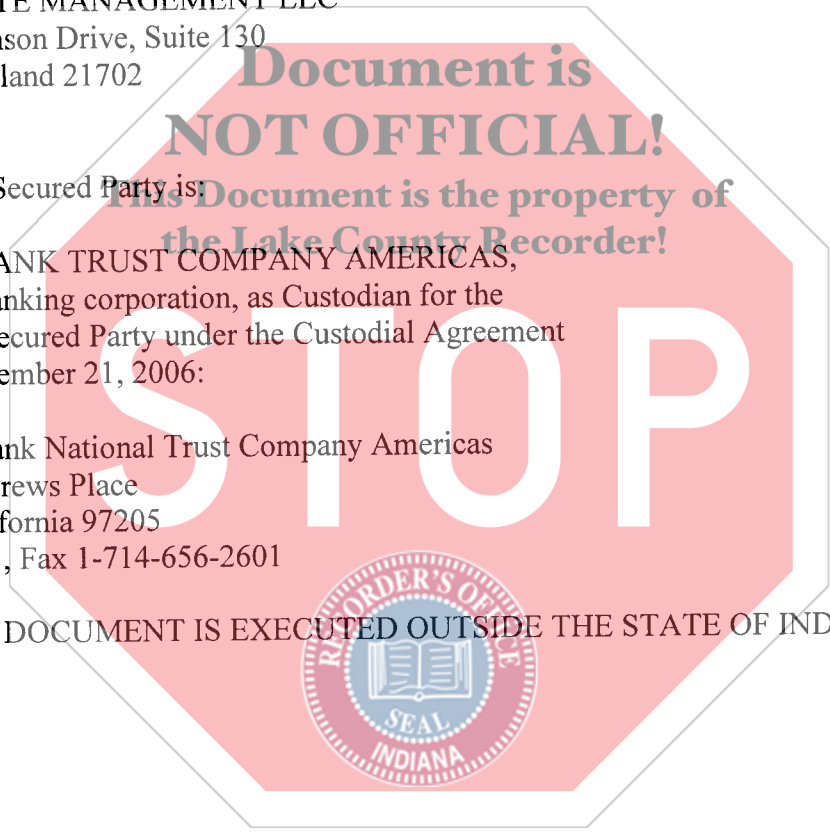 TE MANAGEMENT LLC
nson Drive, Suite 130
land 21702
Document is
NOT OFFICIAL!
Secured Party is:
This Document is the property of
the Lake County Recorder!
ANK TRUST COMPANY AMERICAS,
anking corporation, as Custodian for the
ecured Party under the Custodial Agreement
ember 21, 2006:
STOP
ank National Trust Company Americas
rews Place
fornia 97205
, Fax 1-714-656-2601
DOCUMENT IS EXECUTED OUTSIDE THE STATE OF IND
RECORDER'S OFFICE
SEAL
INDIANA